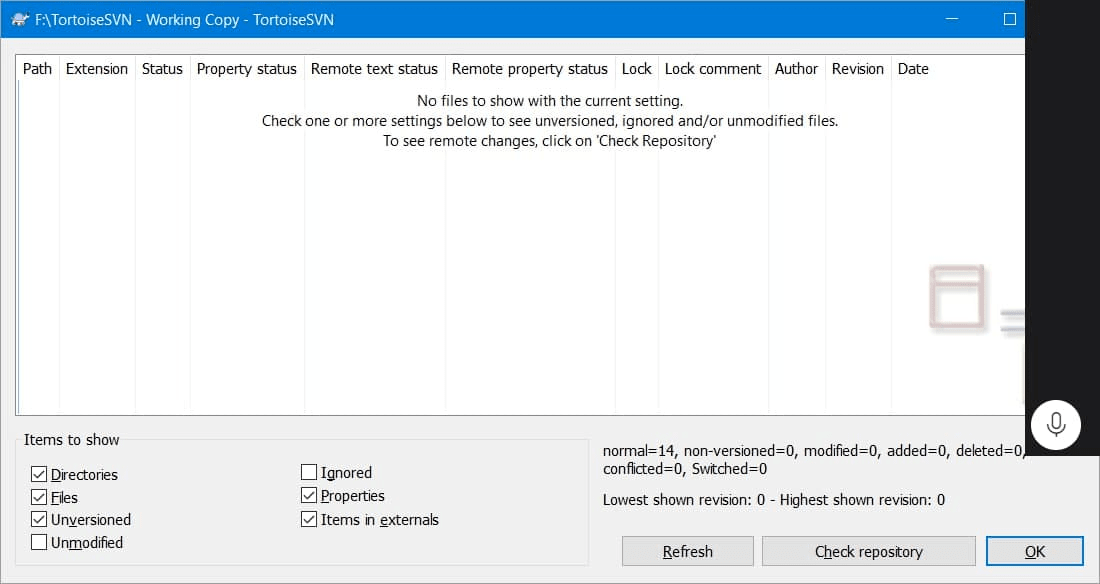 F:\TortoiseSVN - Working Copy - TortoiseSVN
Path Extension Status Property status Remote text status Remote property status Lock Lock comment Author Revision Date
No files to show with the current setting.
Check one or more settings below to see unversioned, ignored and/or unmodified files.
To see remote changes, click on 'Check Repository'
Items to show
Directories
Files
Unversioned
Unmodified
Ignored
Properties
Items in externals
normal=14, non-versioned=0, modified=0, added=0, deleted=0,
conflicted=0, Switched=0
Lowest shown revision: 0 - Highest shown revision: 0
Refresh
Check repository
OK